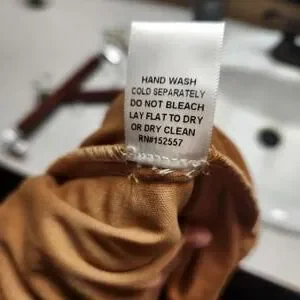 HAND WASH
COLD SEPARATELY
DO NOT BLEACH
LAY FLAT TO DRY
OR DRY CLEAN
RN#152557